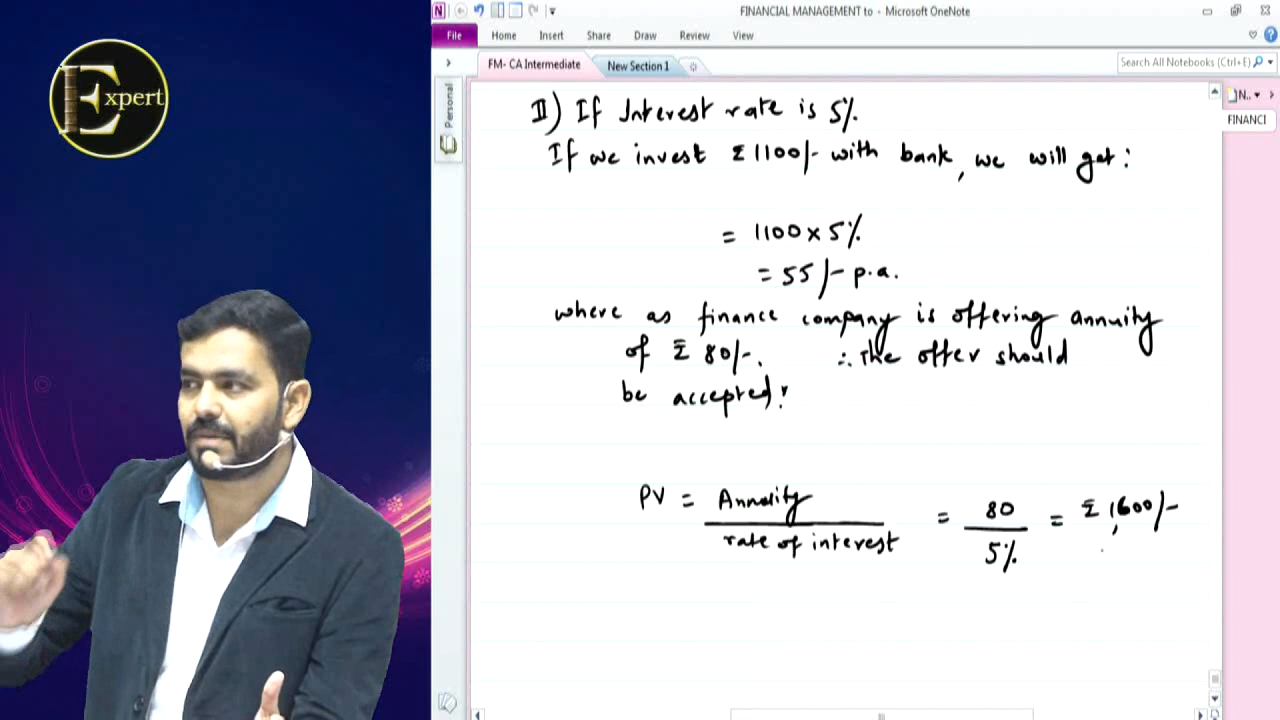 Expert
FINANCIAL MANAGEMENT to - Microsoft OneNote
File Home Insert Share Draw Review View
FM- CA Intermediate New Section 1
Search All Notebooks (Ctrl+E)
Personal
N..
FINANCI
II) If Interest rate is 5%.
If we invest ₹1100/- with bank, we will get:
= 1100 x 5%
= 55/- p.a.
where as finance company is offering annuity
of ₹ 80/-. ∴ The offer should
be accepted!
PV = Annuity / rate of interest = 80 / 5% = ₹ 1,600/-